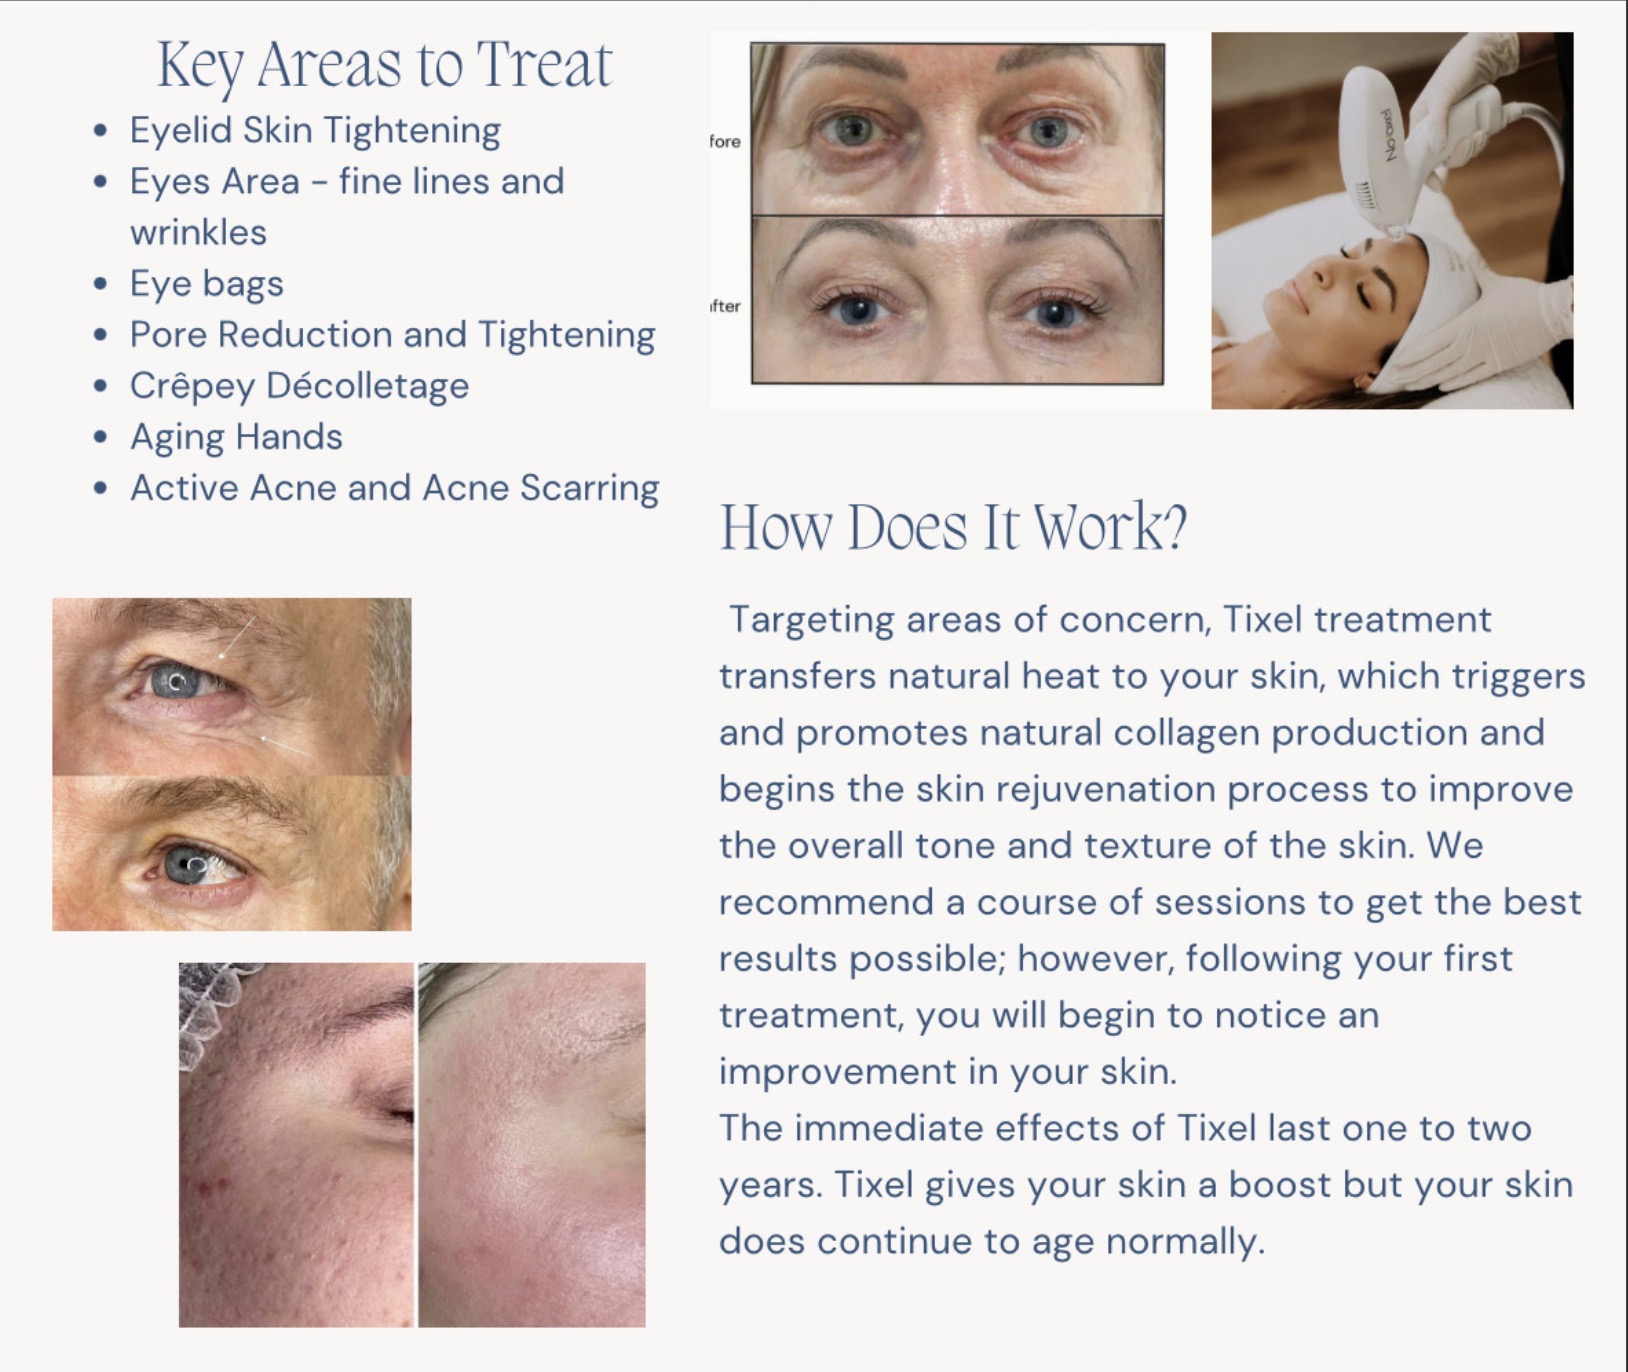 Key Areas to Treat
• Eyelid Skin Tightening
• Eyes Area – fine lines and
wrinkles
• Eye bags
• Pore Reduction and Tightening
• Crêpey Décolletage
• Aging Hands
• Active Acne and Acne Scarring
fore
fter
Novoxel
How Does It Work?
Targeting areas of concern, Tixel treatment
transfers natural heat to your skin, which triggers
and promotes natural collagen production and
begins the skin rejuvenation process to improve
the overall tone and texture of the skin. We
recommend a course of sessions to get the best
results possible; however, following your first
treatment, you will begin to notice an
improvement in your skin.
The immediate effects of Tixel last one to two
years. Tixel gives your skin a boost but your skin
does continue to age normally.